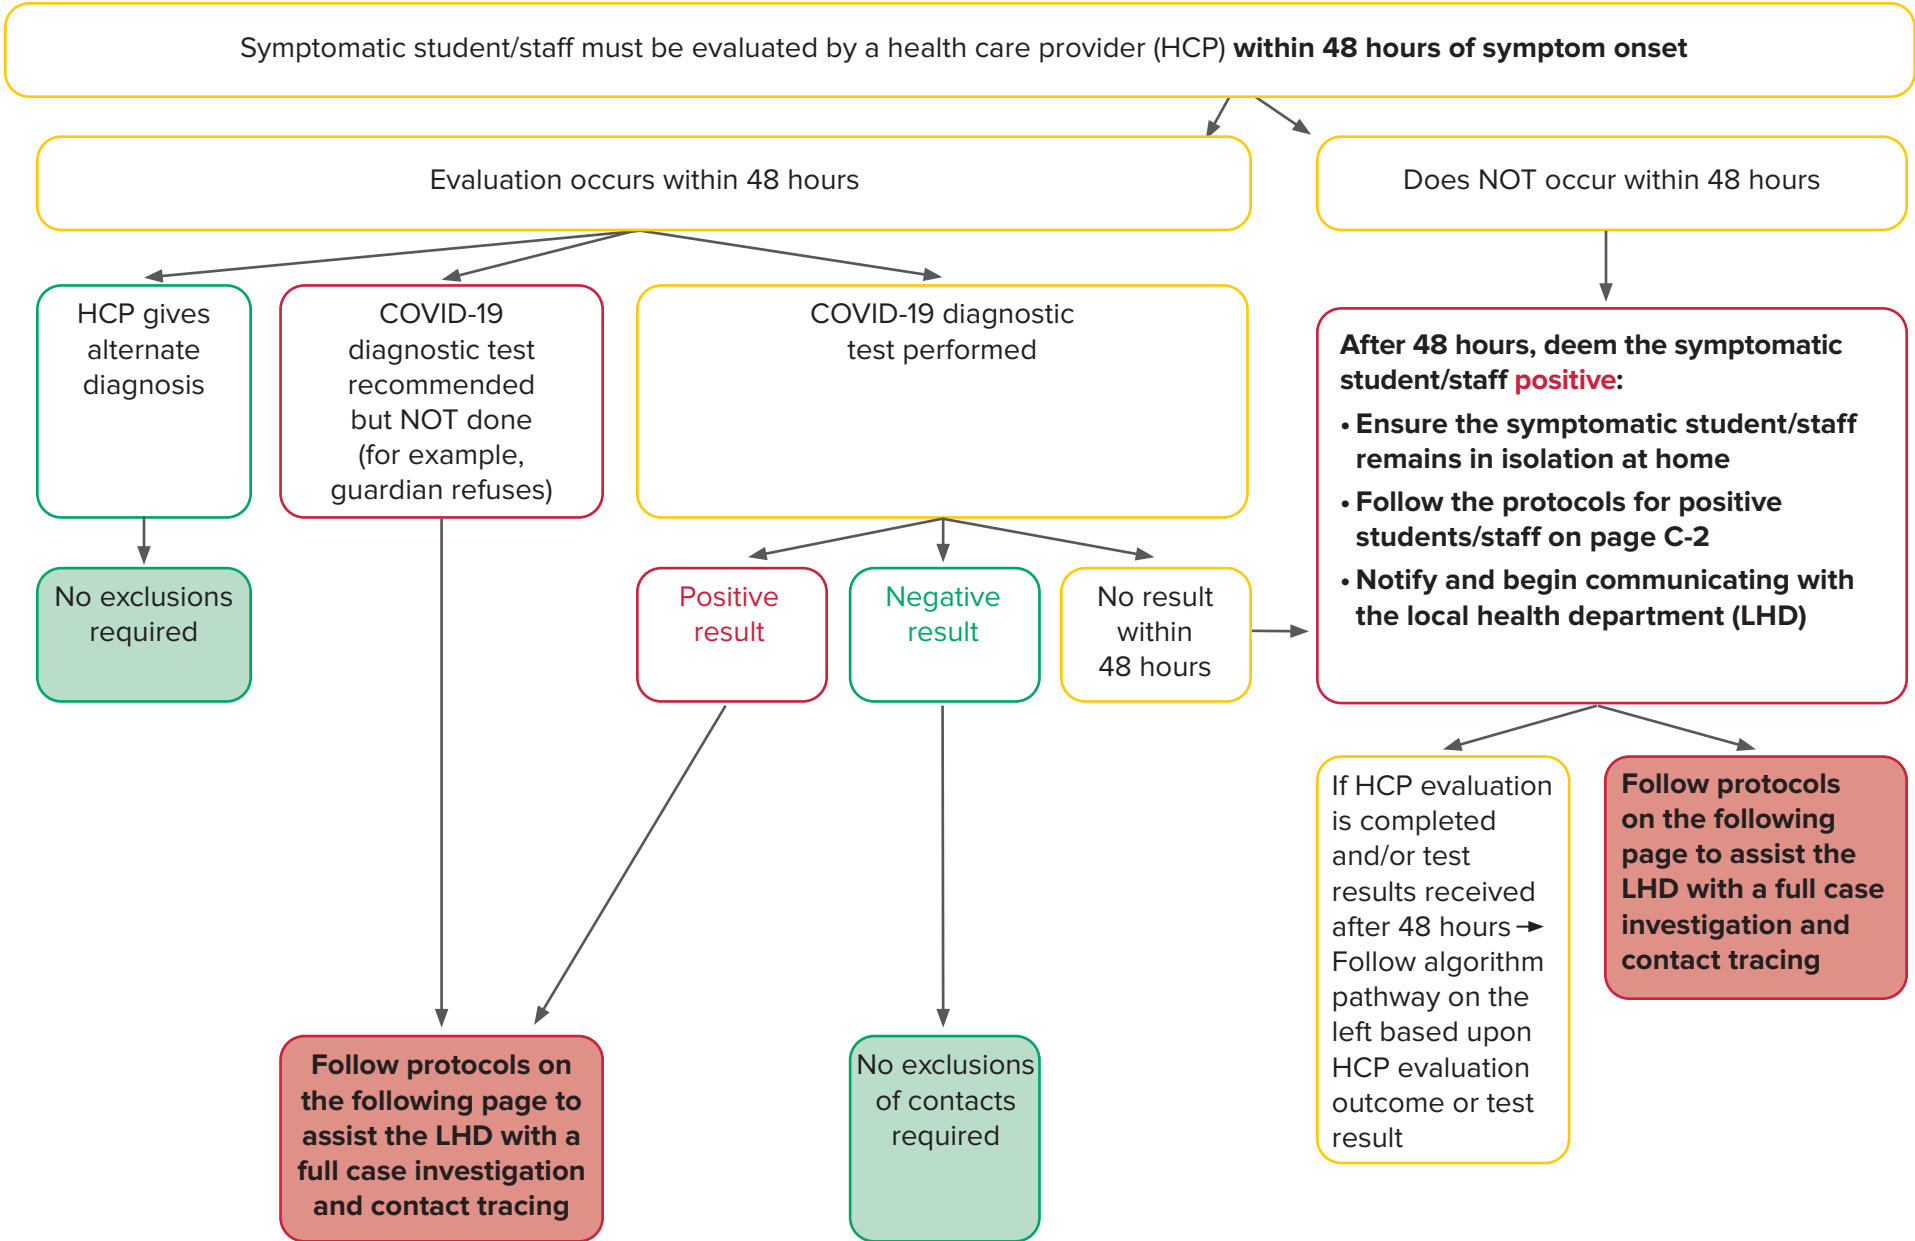 Symptomatic student/staff must be evaluated by a health care provider (HCP) within 48 hours of symptom onset
Evaluation occurs within 48 hours
Does NOT occur within 48 hours
HCP gives
alternate
diagnosis
COVID-19
diagnostic test
recommended
but NOT done
(for example,
guardian refuses)
COVID-19 diagnostic
test performed
After 48 hours, deem the symptomatic
student/staff positive:
• Ensure the symptomatic student/staff
remains in isolation at home
• Follow the protocols for positive
students/staff on page C-2
• Notify and begin communicating with
the local health department (LHD)
No exclusions
required
Positive
result
Negative
result
No result
within
48 hours
If HCP evaluation
is completed
and/or test
results received
after 48 hours →
Follow algorithm
pathway on the
left based upon
HCP evaluation
outcome or test
result
Follow protocols
on the following
page to assist the
LHD with a full case
investigation and
contact tracing
Follow protocols on
the following page to
assist the LHD with a
full case investigation
and contact tracing
No exclusions
of contacts
required